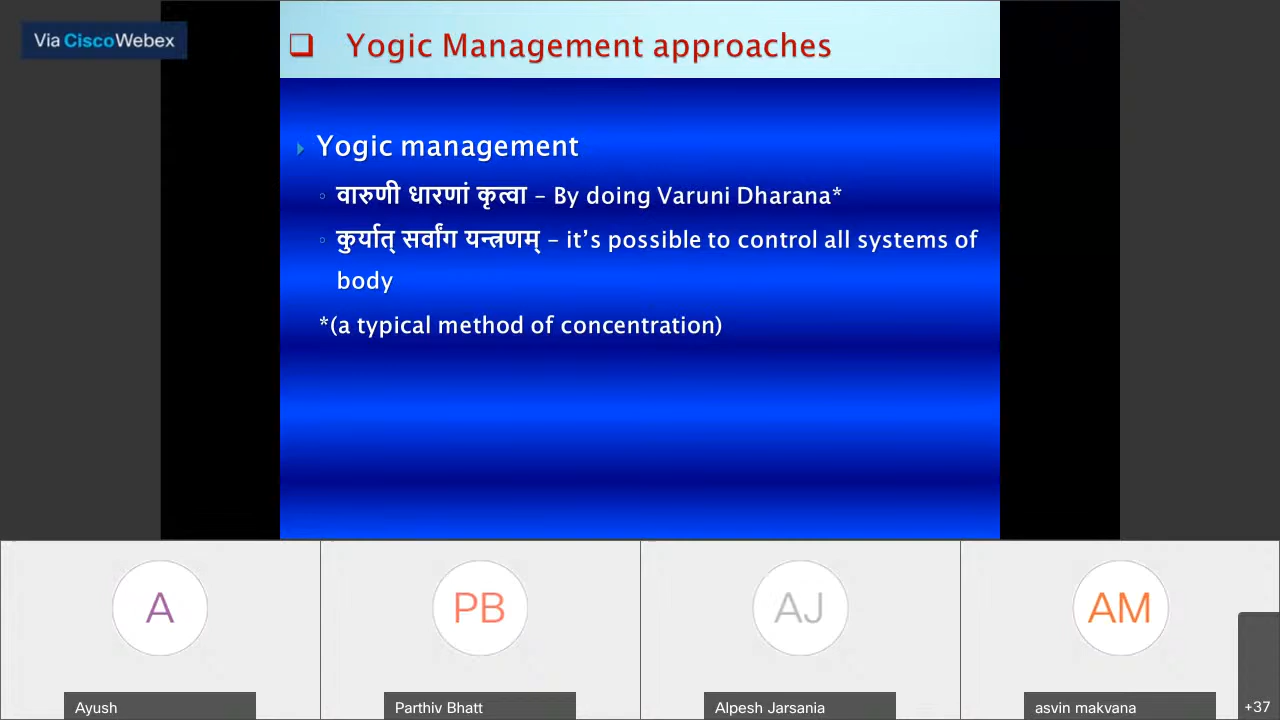 Via CiscoWebex
Yogic Management approaches
Yogic management
वारुणी धारणां कृत्वा – By doing Varuni Dharana*
कुर्यात् सर्वांग यन्त्रणम् – it’s possible to control all systems of
body
*(a typical method of concentration)
A
PB
AJ
AM
Ayush
Parthiv Bhatt
Alpesh Jarsania
asvin makvana
+37